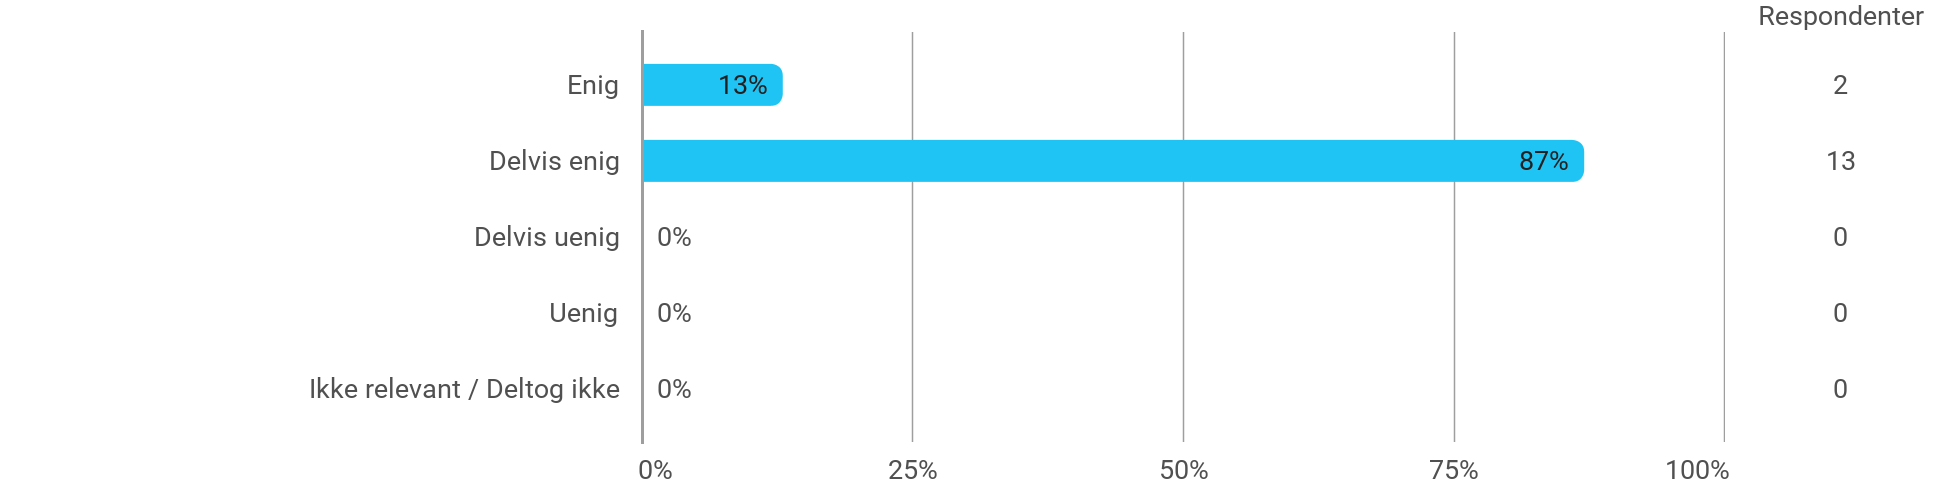 Respondenter
Enig 13% 2
Delvis enig 87% 13
Delvis uenig 0% 0
Uenig 0% 0
Ikke relevant / Deltog ikke 0% 0
0% 25% 50% 75% 100%